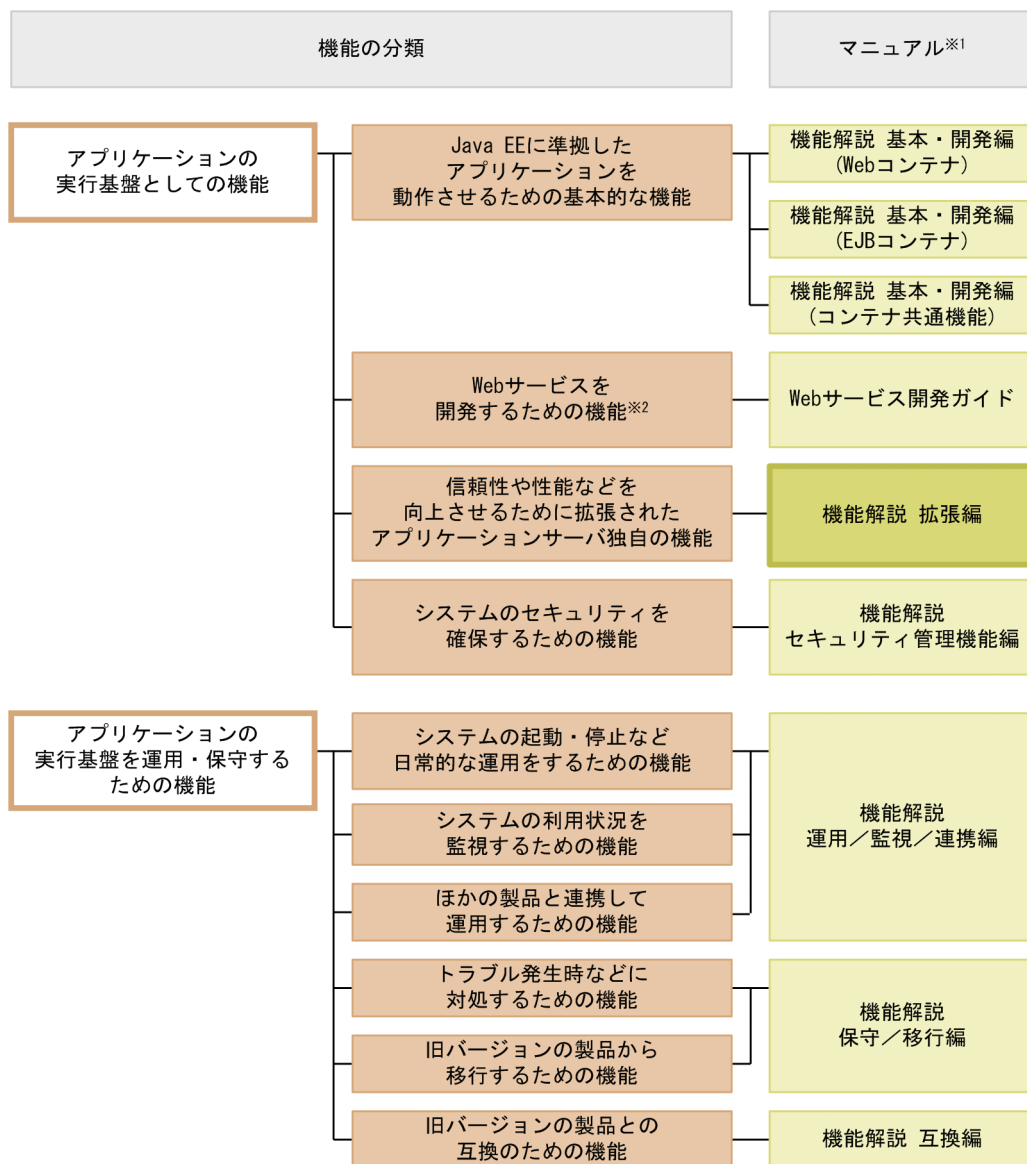 機能の分類
マニュアル※1
アプリケーションの
実行基盤としての機能
Java EEに準拠した
アプリケーションを
動作させるための基本的な機能
機能解説 基本・開発編
(Webコンテナ)
機能解説 基本・開発編
(EJBコンテナ)
機能解説 基本・開発編
(コンテナ共通機能)
Webサービスを
開発するための機能※2
Webサービス開発ガイド
信頼性や性能などを
向上させるために拡張された
アプリケーションサーバ独自の機能
機能解説 拡張編
システムのセキュリティを
確保するための機能
機能解説
セキュリティ管理機能編
アプリケーションの
実行基盤を運用・保守する
ための機能
システムの起動・停止など
日常的な運用をするための機能
システムの利用状況を
監視するための機能
ほかの製品と連携して
運用するための機能
機能解説
運用／監視／連携編
トラブル発生時などに
対処するための機能
旧バージョンの製品から
移行するための機能
機能解説
保守／移行編
旧バージョンの製品との
互換のための機能
機能解説 互換編